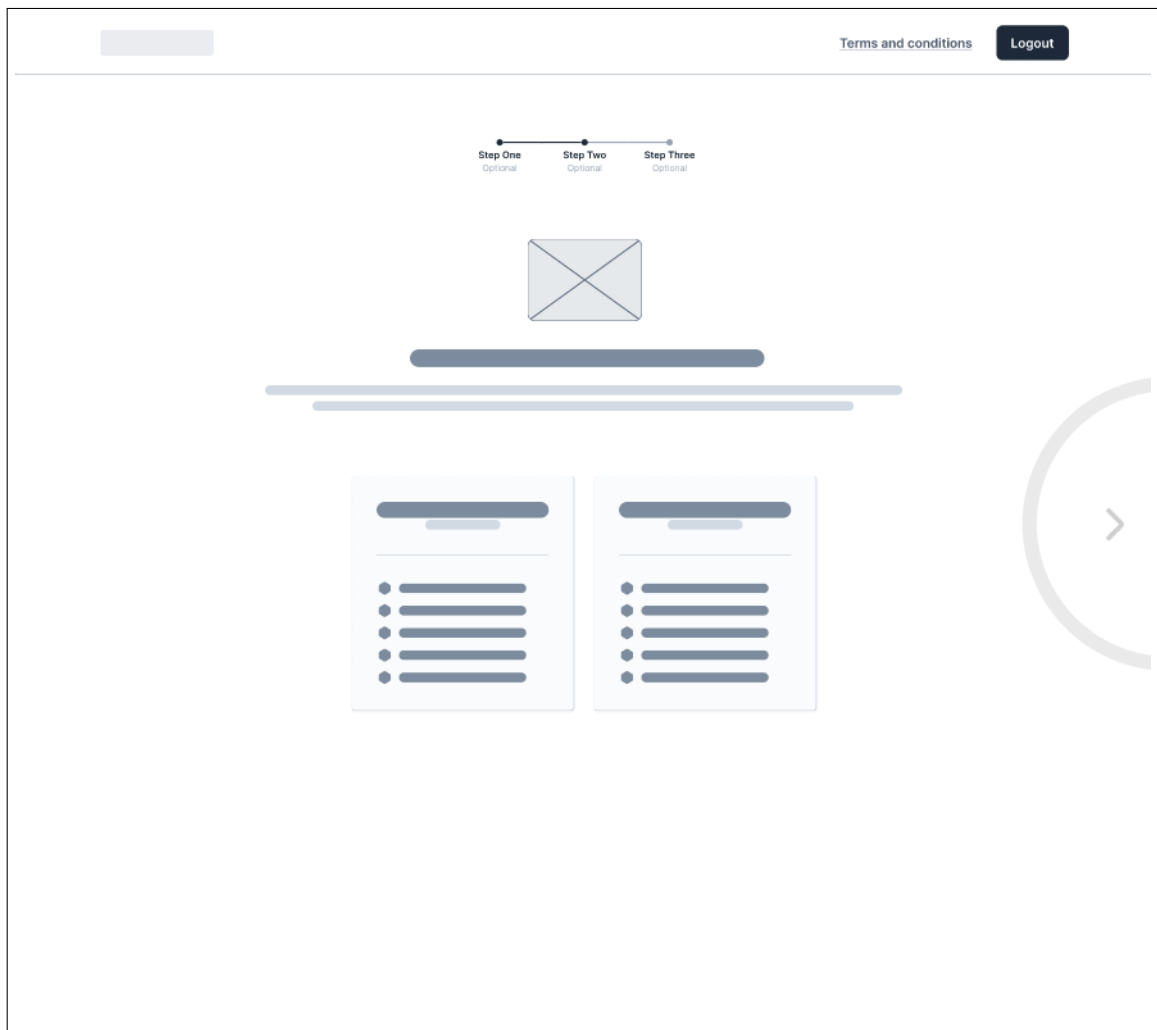 Terms and conditions
Logout
Step One
Step Two
Step Three
Optional
Optional
Optional